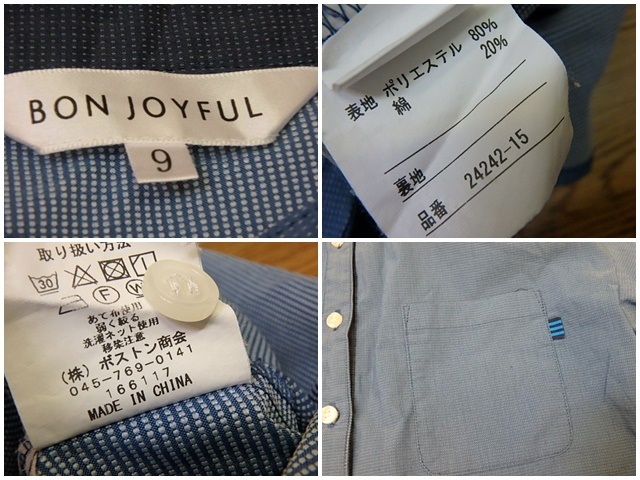 BON JOYFUL
9
表地 ポリエステル 80%
綿 20%
裏地
品番 24242-15
取り扱い方法
30
F W
あて布使用
弱く絞る
洗濯ネット使用
移染注意
(株) ボストン商会
045-769-0141
166117
MADE IN CHINA